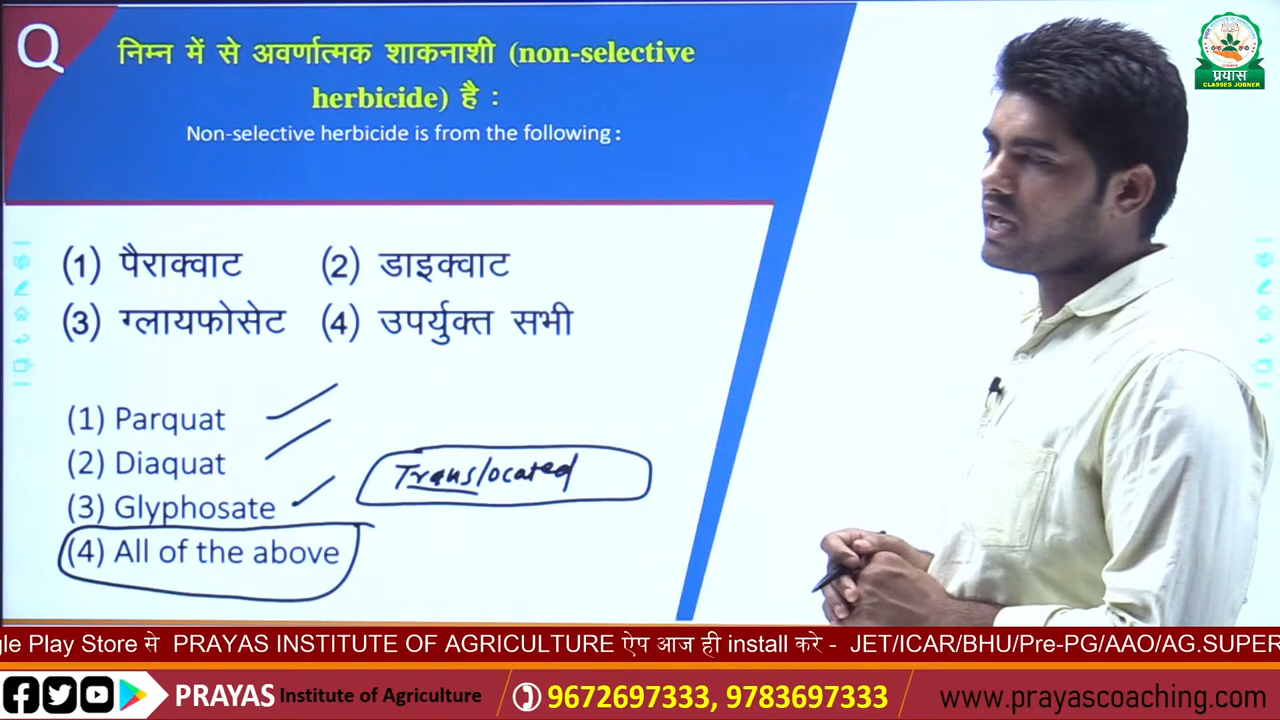 Q
निम्न में से अवर्णात्मक शाकनाशी (non-selective
herbicide) है :
Non-selective herbicide is from the following:
(1) पैराक्वाट (2) डाइक्वाट
(3) ग्लायफोसेट (4) उपर्युक्त सभी
(1) Parquat
(2) Diaquat
(3) Glyphosate
(4) All of the above
Translocated
प्रयास
CLASSES JOBNER
gle Play Store से PRAYAS INSTITUTE OF AGRICULTURE ऐप आज ही install करे - JET/ICAR/BHU/Pre-PG/AAO/AG.SUPER
PRAYAS Institute of Agriculture 9672697333, 9783697333 www.prayascoaching.com